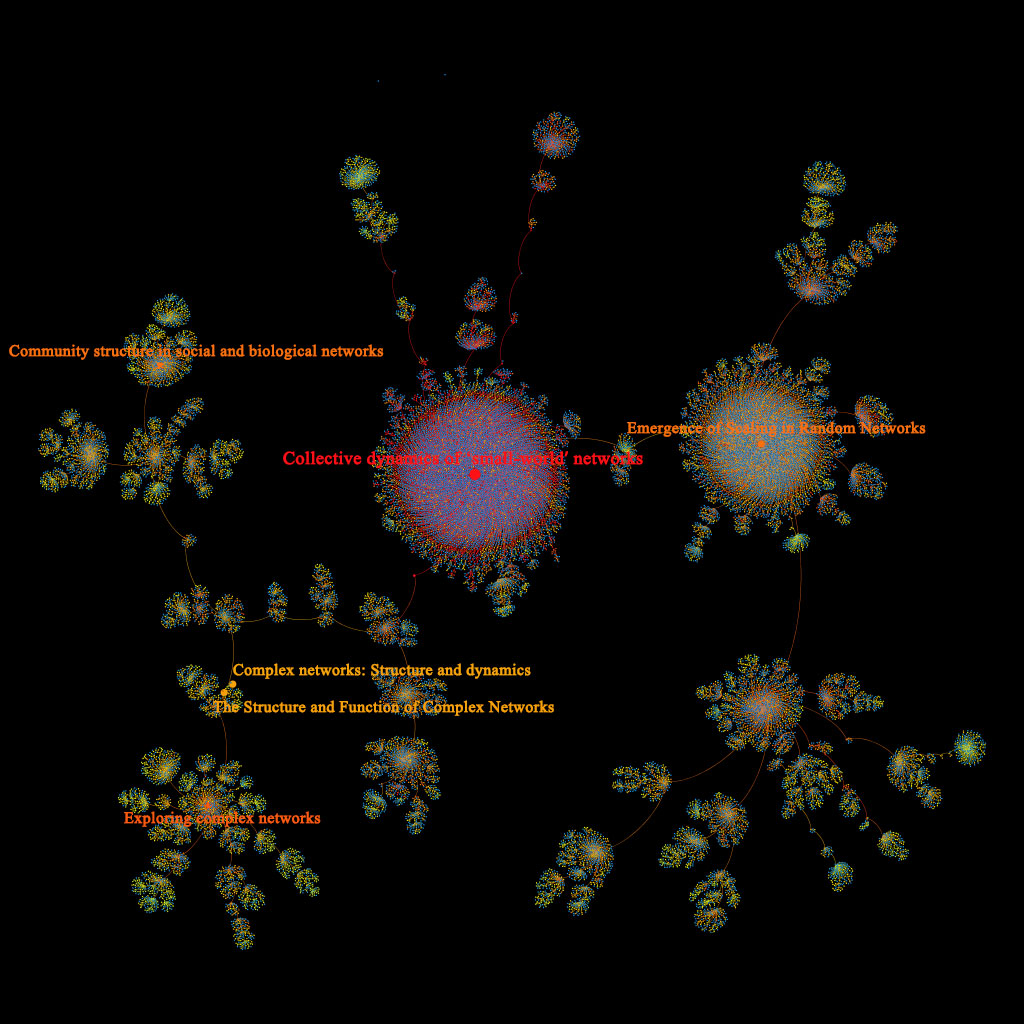 Community structure in social and biological networks
Emergence of Scaling in Random Networks
Collective dynamics of 'small-world' networks
Complex networks: Structure and dynamics
The Structure and Function of Complex Networks
Exploring complex networks